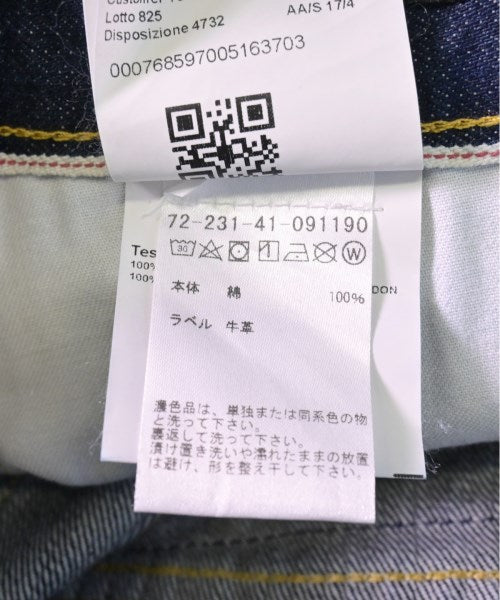 Lotto 825
AA/S 17/4
Disposizione 4732
000768597005163703
72-231-41-091190
30
W
Tes
100%
100%
DON
本体 綿 100%
ラベル 牛革
濃色品は、単独または同系色の物
と洗って下さい。
裏返して洗って下さい。
漬け置き洗いや濡れたままの放置
は避け、形を整え干して下さい。